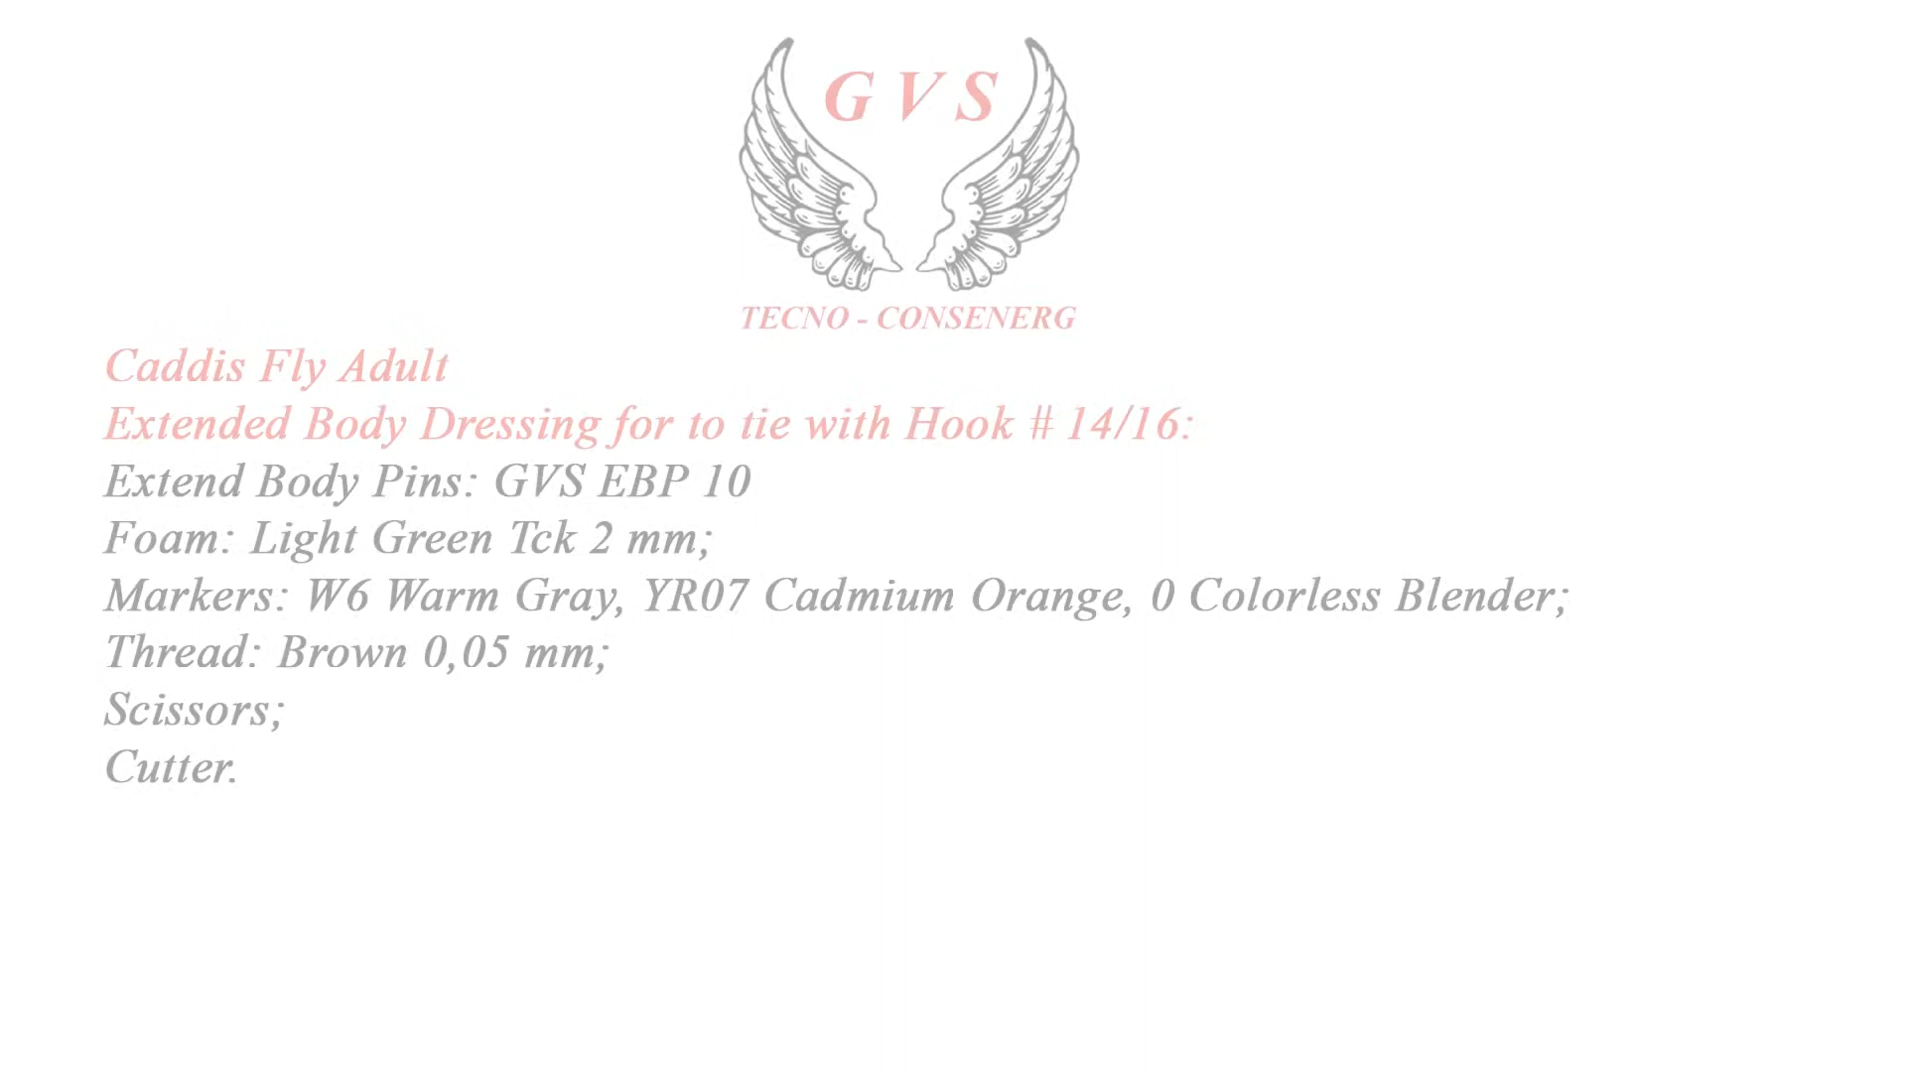 G V S
TECNO - CONSENERG
Caddis Fly Adult
Extended Body Dressing for to tie with Hook # 14/16:
Extend Body Pins: GVS EBP 10
Foam: Light Green Tck 2 mm;
Markers: W6 Warm Gray, YR07 Cadmium Orange, 0 Colorless Blender;
Thread: Brown 0,05 mm;
Scissors;
Cutter.